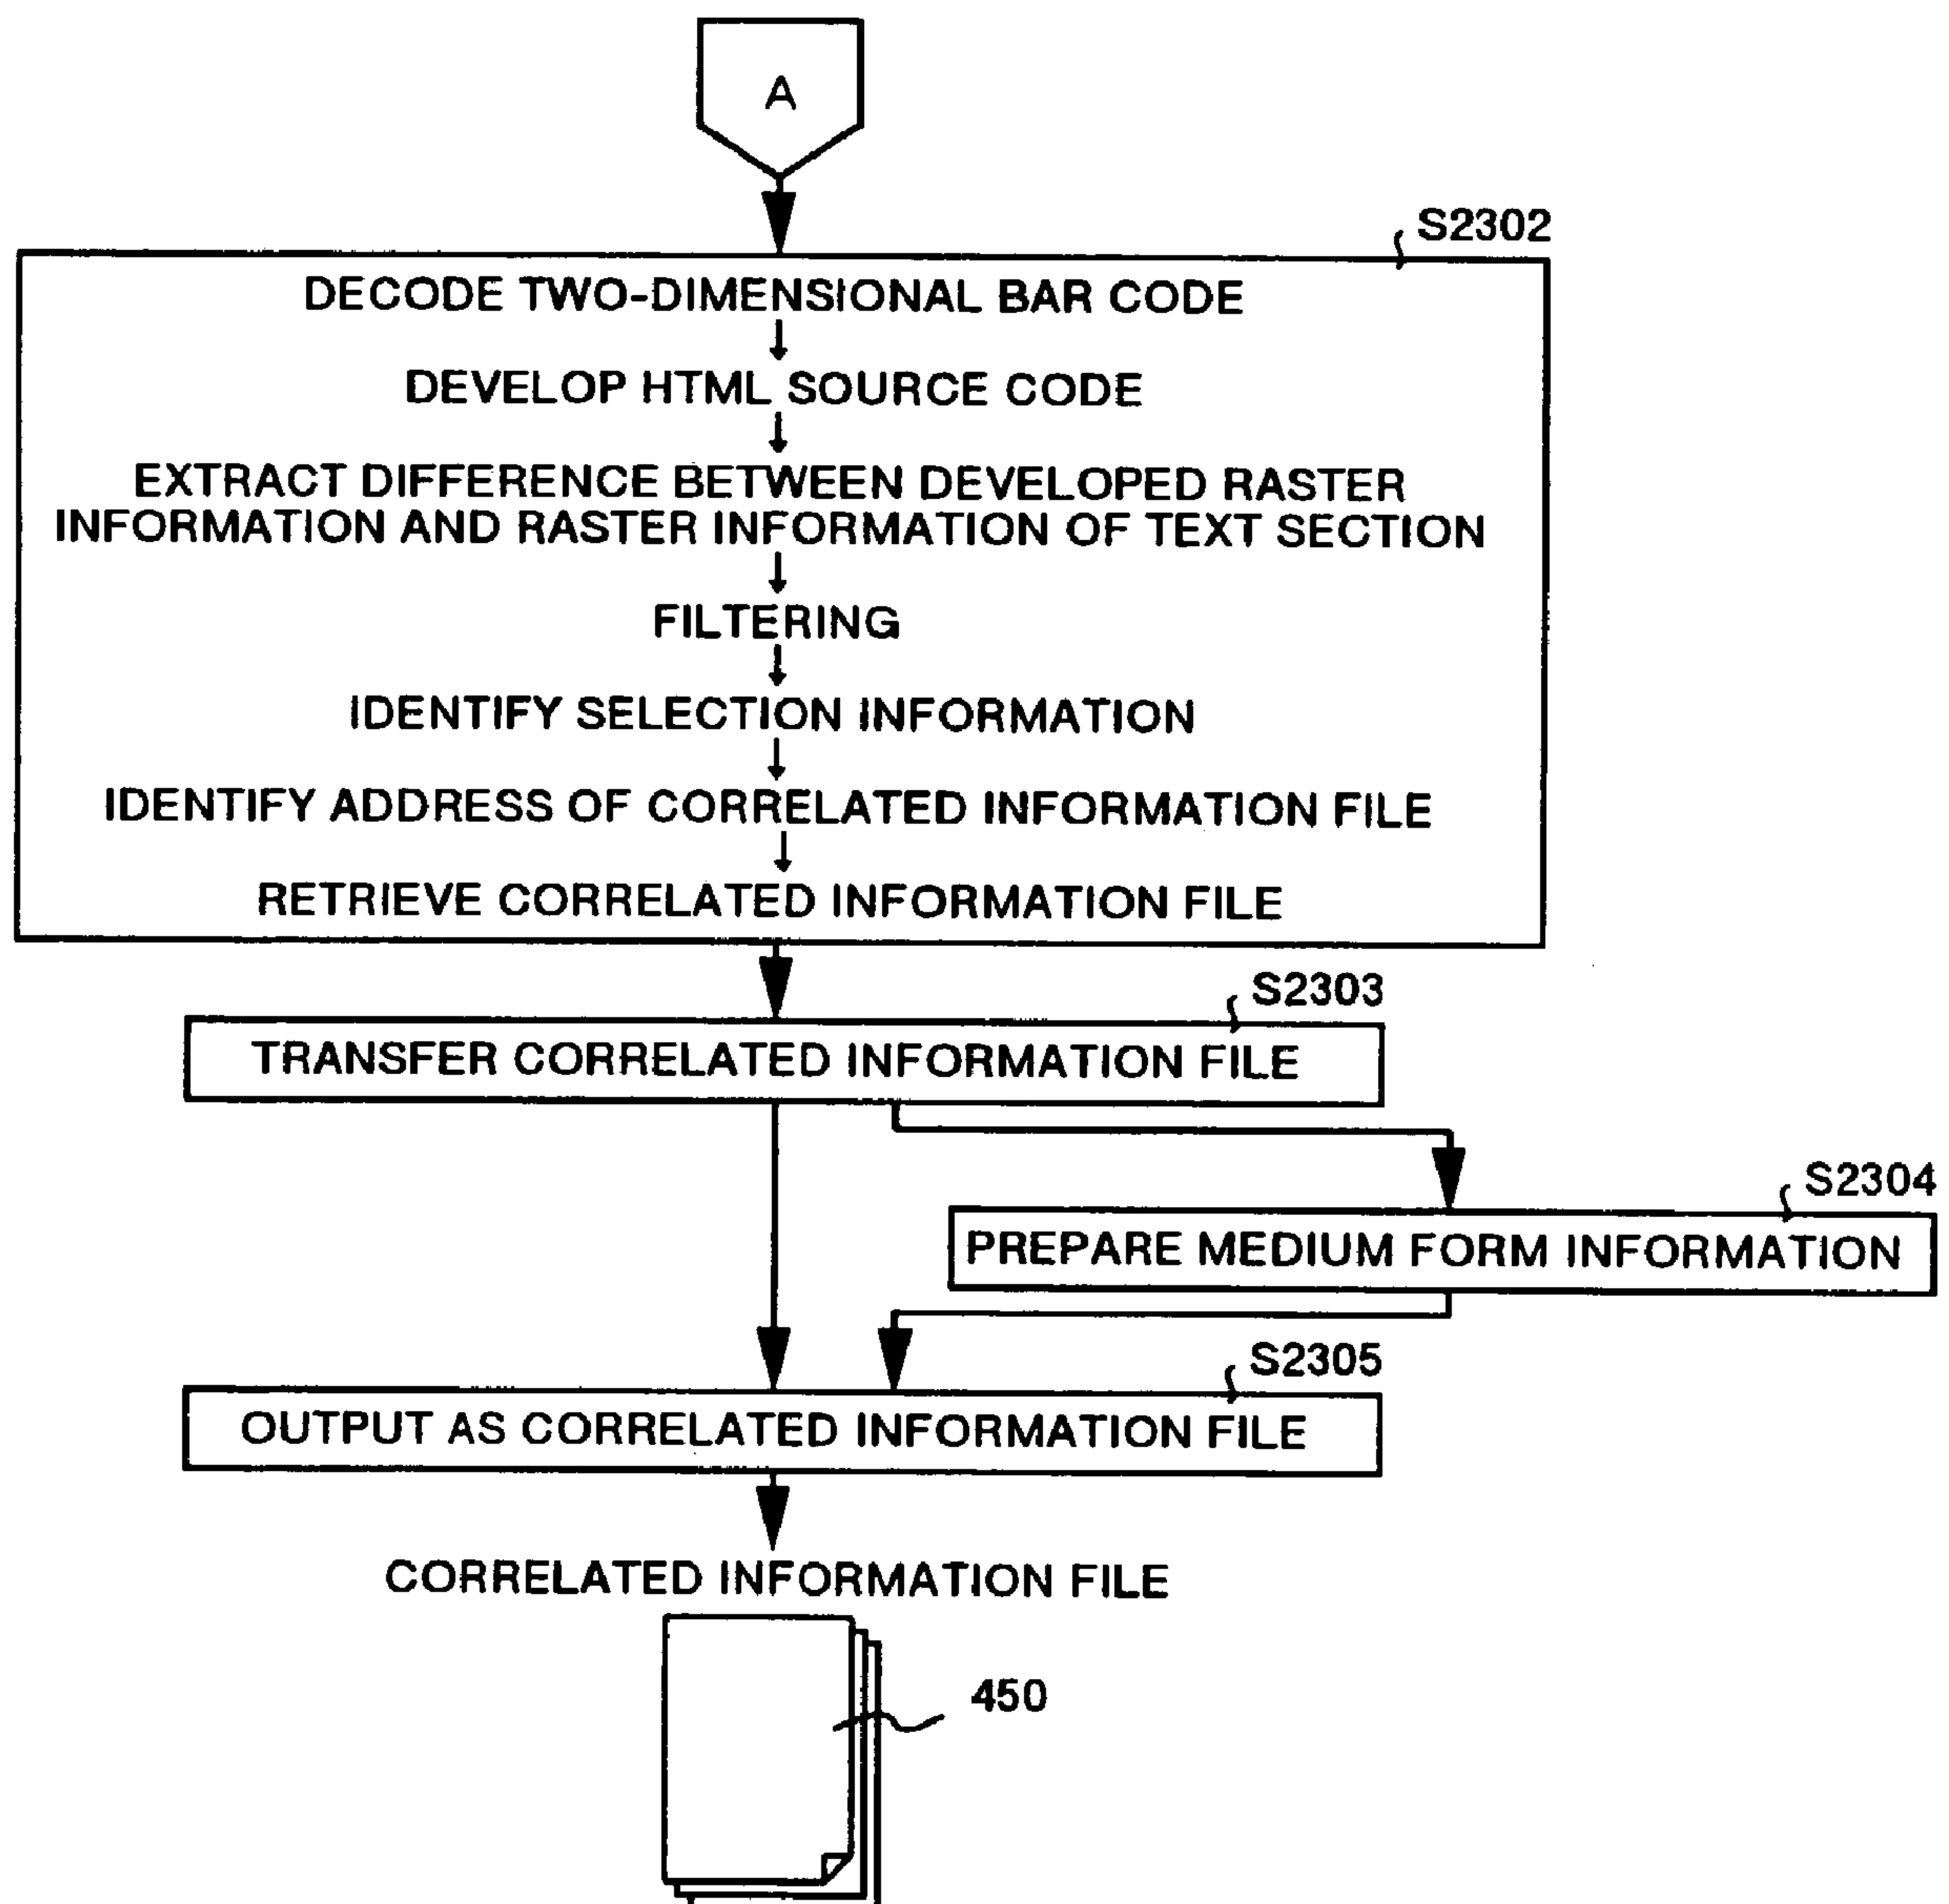 A
S2302
DECODE TWO-DIMENSIONAL BAR CODE
DEVELOP HTML SOURCE CODE
EXTRACT DIFFERENCE BETWEEN DEVELOPED RASTER
INFORMATION AND RASTER INFORMATION OF TEXT SECTION
FILTERING
IDENTIFY SELECTION INFORMATION
IDENTIFY ADDRESS OF CORRELATED INFORMATION FILE
RETRIEVE CORRELATED INFORMATION FILE
S2303
TRANSFER CORRELATED INFORMATION FILE
S2304
PREPARE MEDIUM FORM INFORMATION
S2305
OUTPUT AS CORRELATED INFORMATION FILE
CORRELATED INFORMATION FILE
450